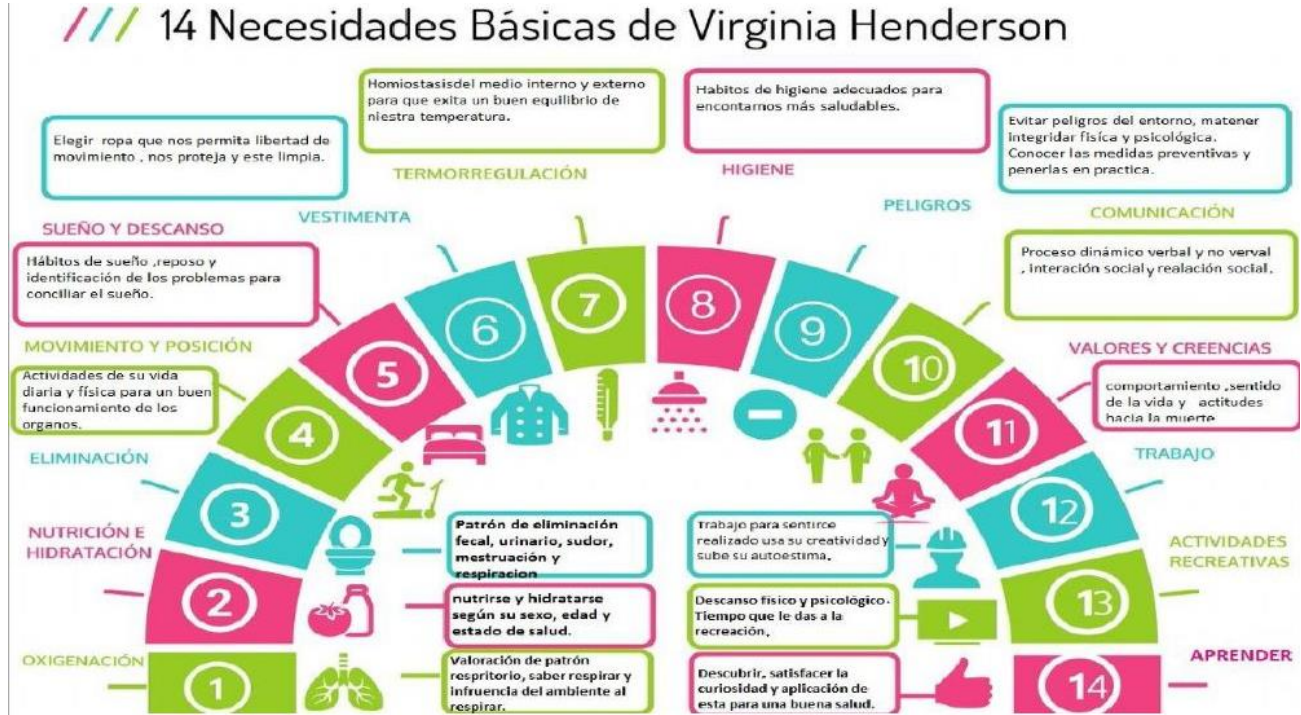 /// 14 Necesidades Básicas de Virginia Henderson
Homiostasisdel medio interno y externo
para que exita un buen equilibrio de
niestra temperatura.
Habitos de higiene adecuados para
encontarnos más saludables.
Elegir ropa que nos permita libertad de
movimiento , nos proteja y este limpia.
Evitar peligros del entorno, matener
integridar fisíca y psicológica.
Conocer las medidas preventivas y
penerlas en practica.
TERMORREGULACIÓN
HIGIENE
VESTIMENTA
PELIGROS
SUEÑO Y DESCANSO
Hábitos de sueño ,reposo y
identificación de los problemas para
conciliar el sueño.
COMUNICACIÓN
Proceso dinámico verbal y no verval
, interación social y realación social.
MOVIMIENTO Y POSICIÓN
Actividades de su vida
diaria y física para un buen
funcionamiento de los
organos.
VALORES Y CREENCIAS
comportamiento ,sentido
de la vida y actitudes
hacia la muerte
ELIMINACIÓN
TRABAJO
NUTRICIÓN E
HIDRATACIÓN
ACTIVIDADES
RECREATIVAS
OXIGENACIÓN
APRENDER
1
2
3
4
5
6
7
8
9
10
11
12
13
14
Patrón de eliminación
fecal, urinario, sudor,
mestruación y
respiracion
nutrirse y hidratarse
según su sexo, edad y
estado de salud.
Valoración de patrón
respritorio, saber respirar y
infruencia del ambiente al
respirar.
Trabajo para sentirce
realizado usa su creatividad y
sube su autoestima.
Descanso físico y psicológico.
Tiempo que le das a la
recreación.
Descubrir, satisfacer la
curiosidad y aplicación de
esta para una buena salud.